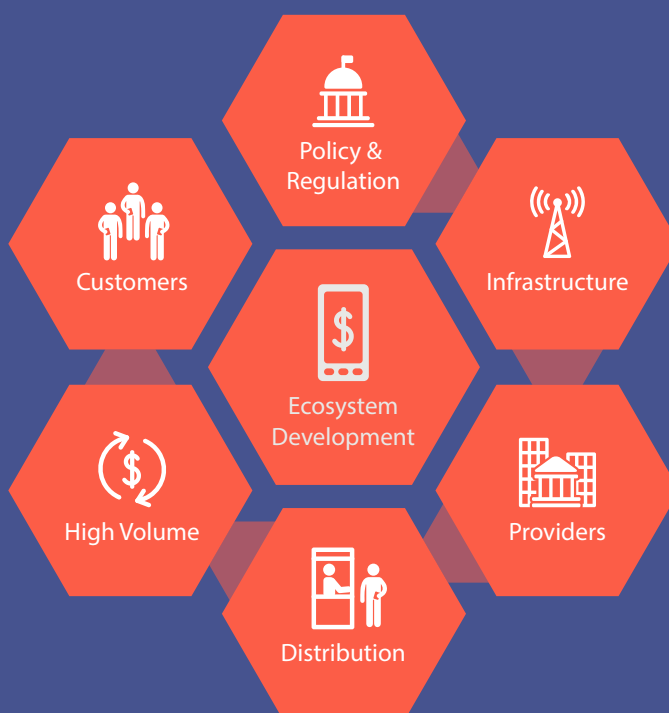 Policy &
Regulation
Customers
Infrastructure
Ecosystem
Development
High Volume
Providers
Distribution